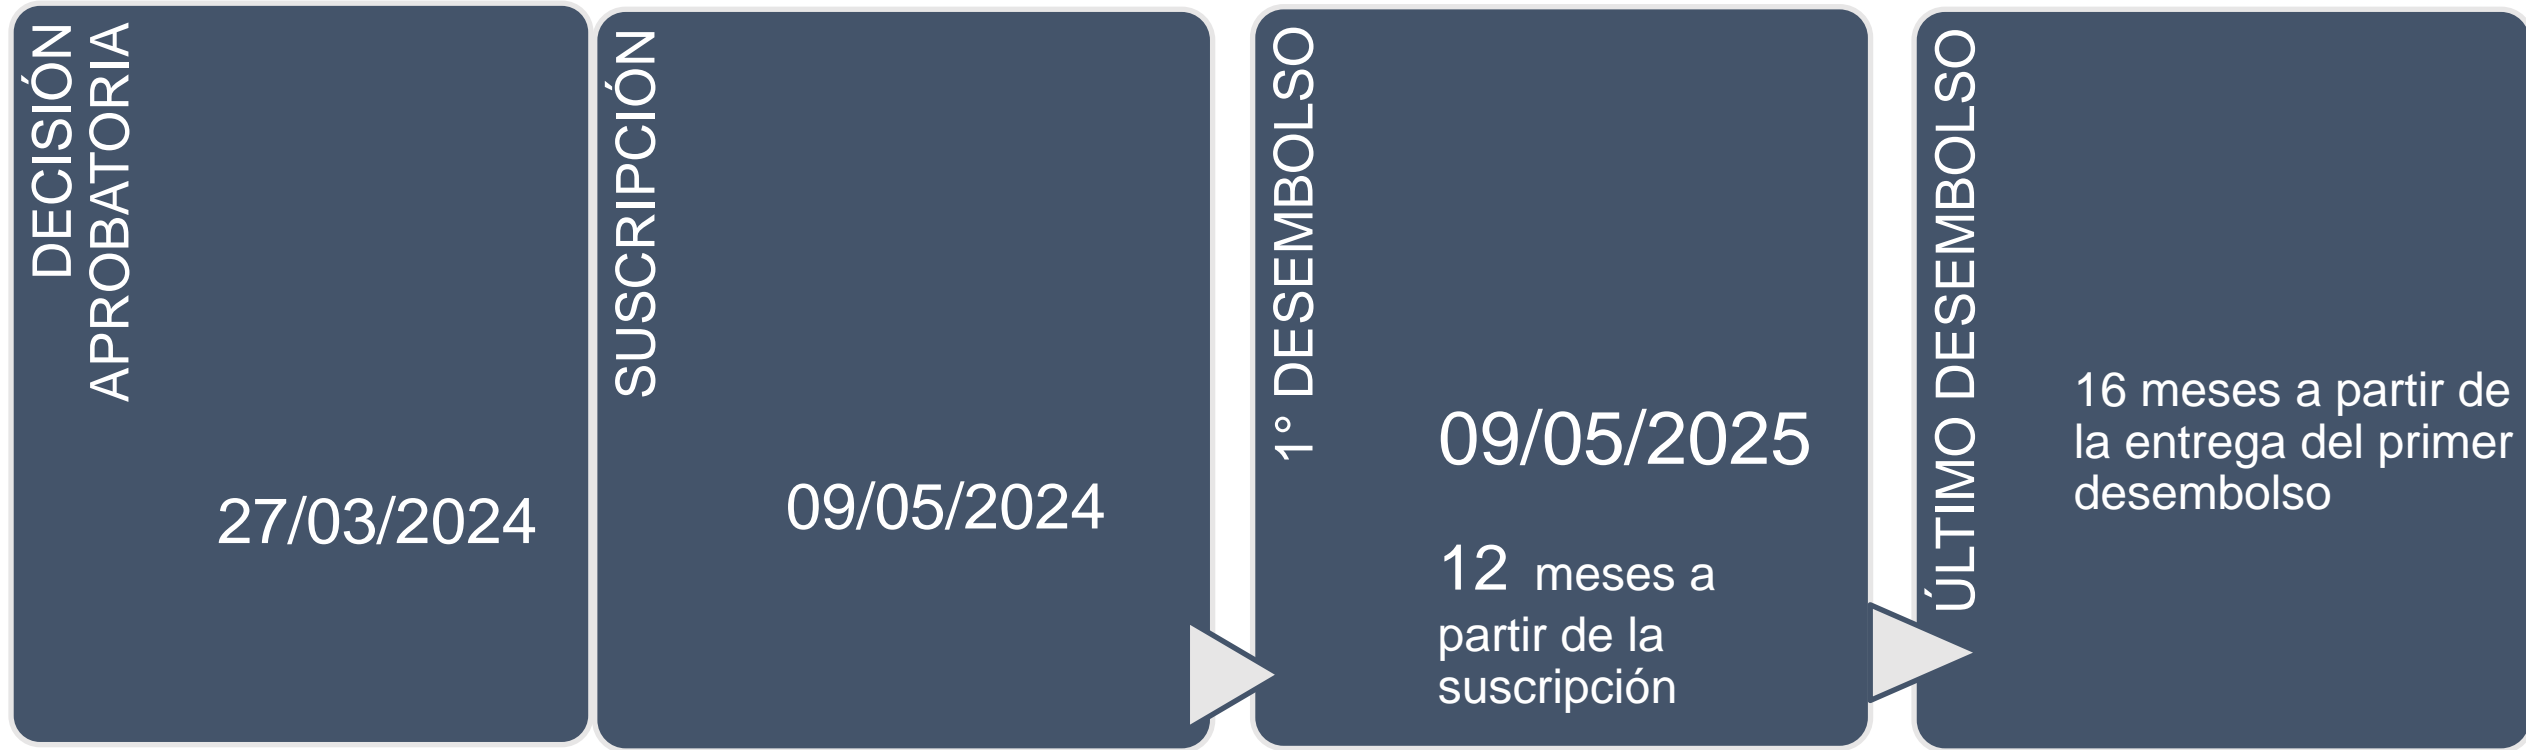 DECISIÓN
APROBATORIA
27/03/2024
SUSCRIPCIÓN
09/05/2024
1° DESEMBOLSO
09/05/2025
12 meses a
partir de la
suscripción
ÚLTIMO DESEMBOLSO
16 meses a partir de
la entrega del primer
desembolso